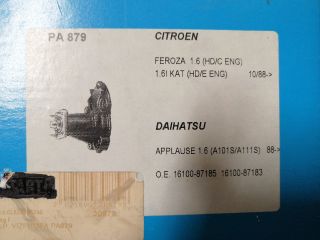 PA 879
CITROEN
FEROZA 1.6 (HD/C ENG)
1.6I KAT (HD/E ENG) 10/88->
DAIHATSU
APPLAUSE 1.6 (A101S/A111S) 88->
O.E. 16100-87185 16100-87183
PA879